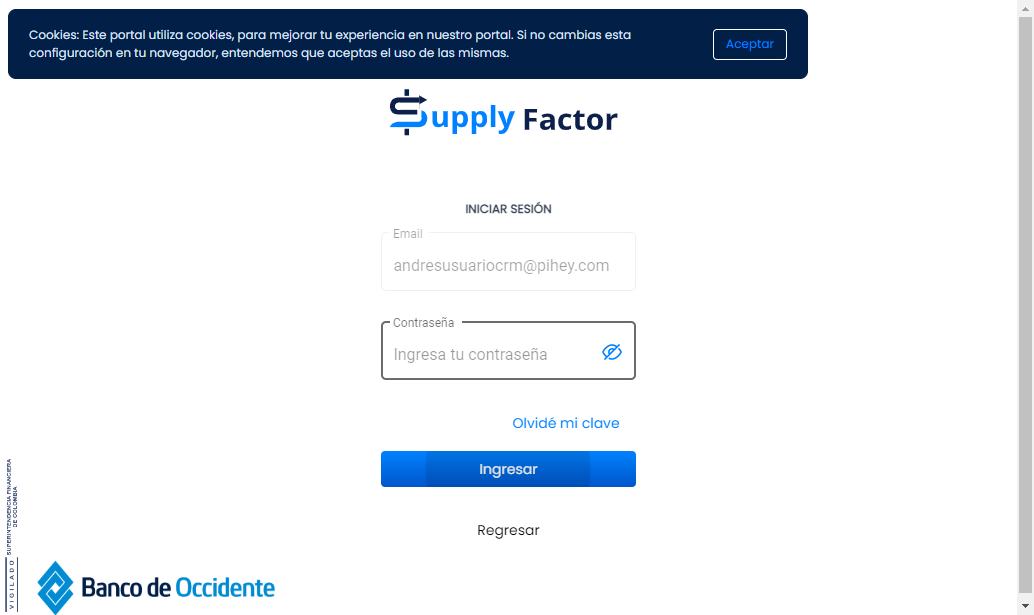 Cookies: Este portal utiliza cookies, para mejorar tu experiencia en nuestro portal. Si no cambias esta
configuración en tu navegador, entendemos que aceptas el uso de las mismas.
Aceptar
Supply Factor
INICIAR SESIÓN
Email
andresusuariocrm@pihey.com
Contraseña
Ingresa tu contraseña
Olvidé mi clave
Ingresar
Regresar
SUPERINTENDENCIA FINANCIERA
DE COLOMBIA
VIGILADO
Banco de Occidente